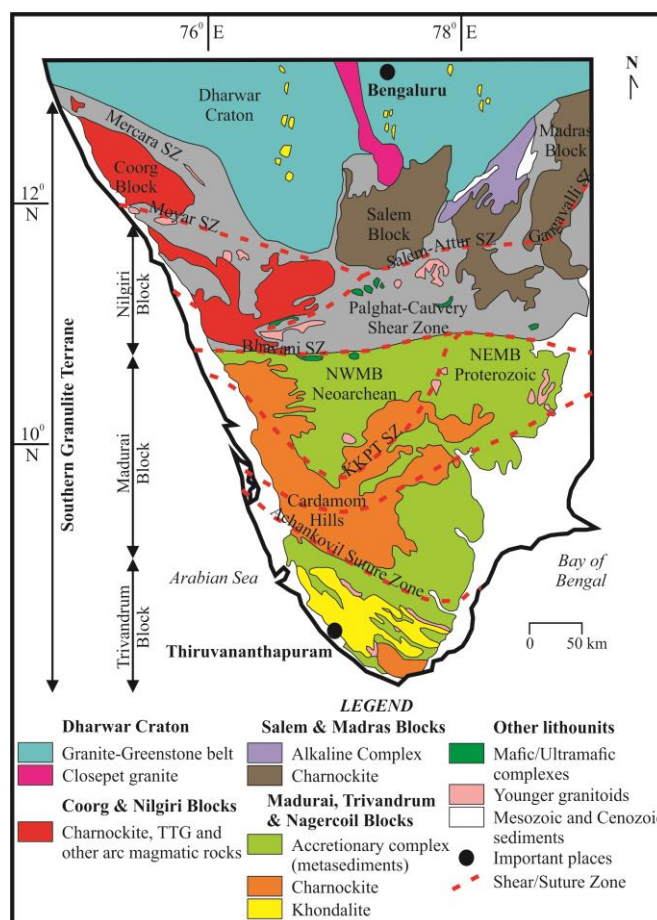 76° E
78° E
N
Bengaluru
Dharwar
Craton
Madras
Block
Mercara SZ
Coorg
Block
12°
N
Moyar SZ
Salem
Block
Gangavalli SZ
Salem-Attur SZ
Nilgiri
Block
Palghat-Cauvery
Shear Zone
Bhavani SZ
NWMB
Neoarchean
NEMB
Proterozoic
10°
N
Southern Granulite Terrane
Madurai
Block
KKPT SZ
Cardamom
Hills
Achankovil Suture Zone
Arabian Sea
Bay of
Bengal
Trivandrum
Block
Thiruvananthapuram
0 50 km
LEGEND
Dharwar Craton
Granite-Greenstone belt
Closepet granite
Coorg & Nilgiri Blocks
Charnockite, TTG and
other arc magmatic rocks
Salem & Madras Blocks
Alkaline Complex
Charnockite
Madurai, Trivandrum
& Nagercoil Blocks
Accretionary complex
(metasediments)
Charnockite
Khondalite
Other lithounits
Mafic/Ultramafic
complexes
Younger granitoids
Mesozoic and Cenozoic
sediments
Important places
Shear/Suture Zone